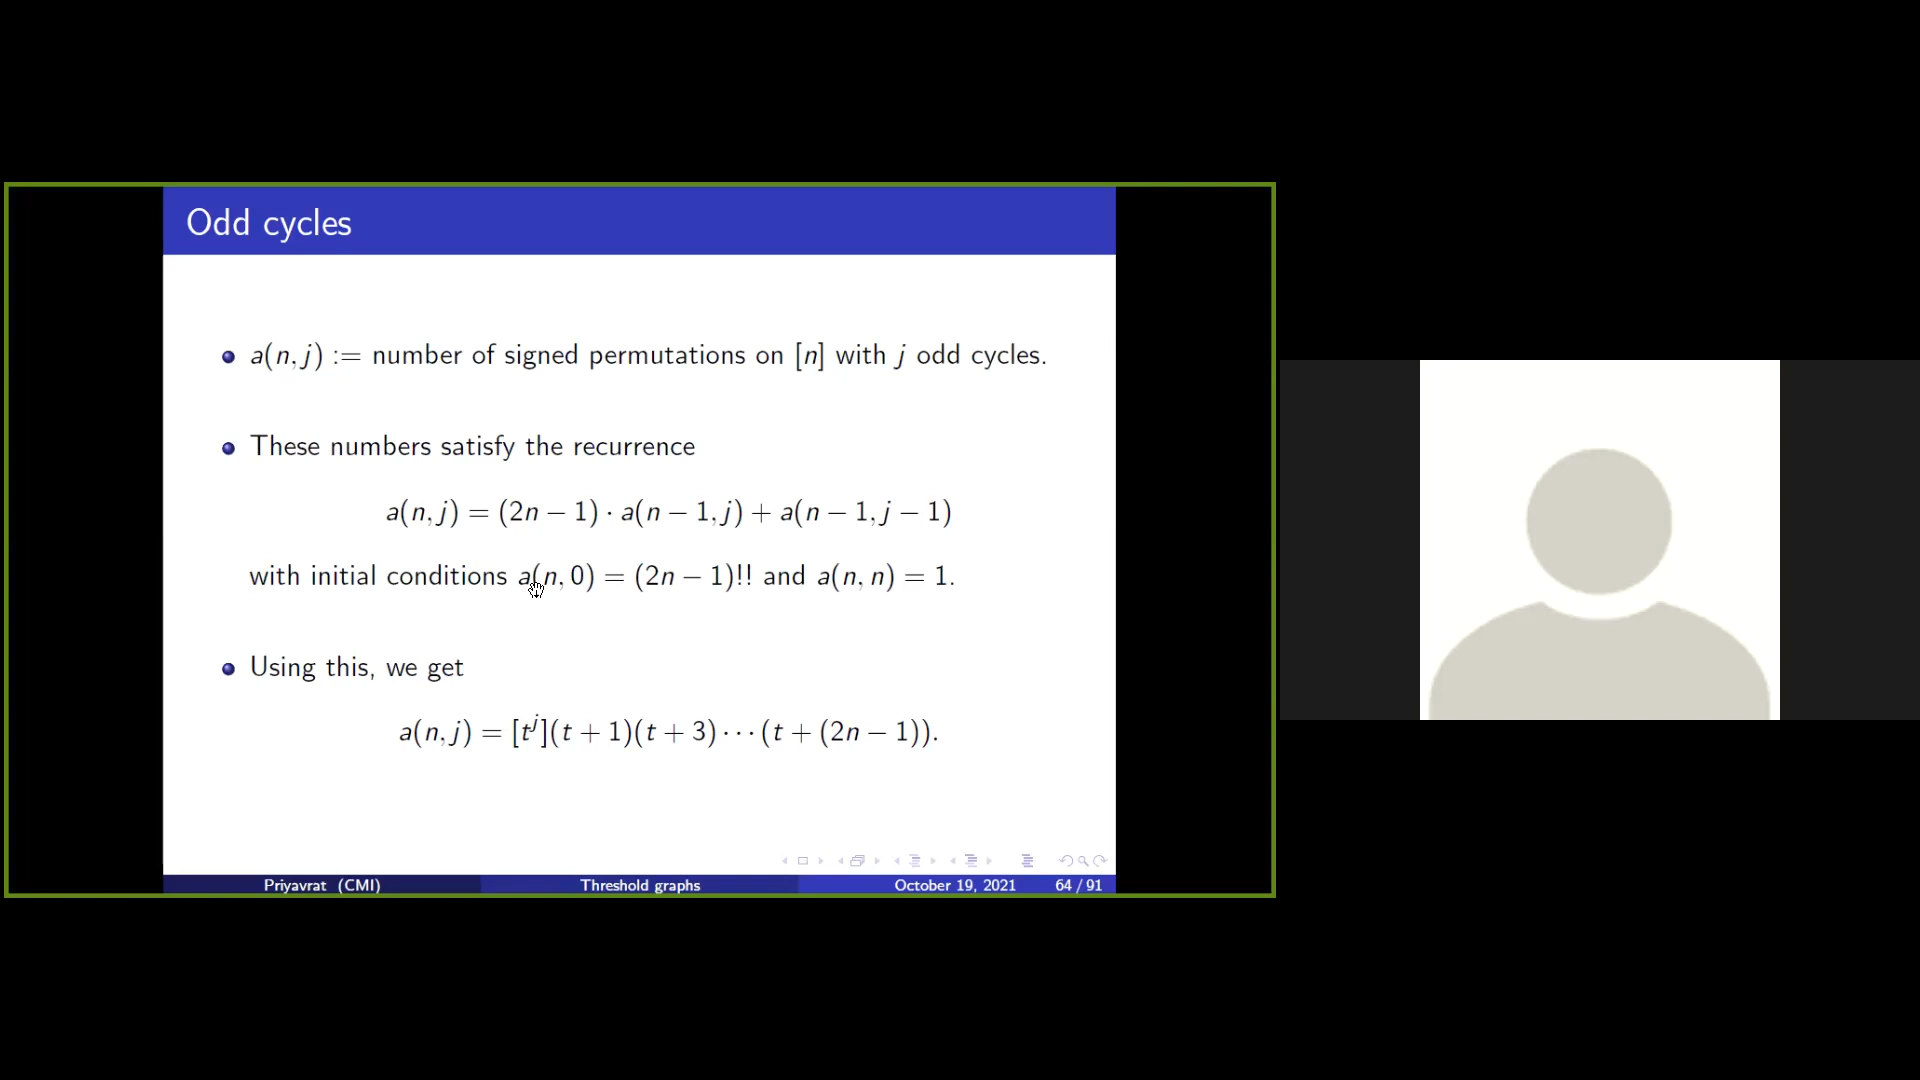 Odd cycles
a(n, j) := number of signed permutations on [n] with j odd cycles.
These numbers satisfy the recurrence
a(n, j) = (2n − 1) · a(n − 1, j) + a(n − 1, j − 1)
with initial conditions a(n, 0) = (2n − 1)!! and a(n, n) = 1.
Using this, we get
a(n, j) = [t^j](t + 1)(t + 3) · · · (t + (2n − 1)).
Priyavrat (CMI) Threshold graphs October 19, 2021 64 / 91